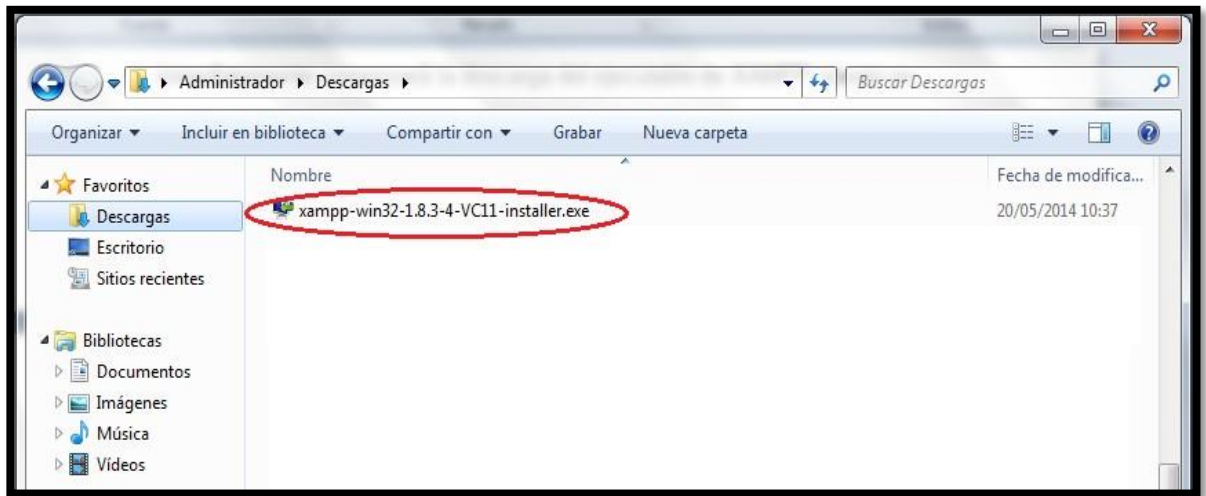 Administrador Descargas
Buscar Descargas
Organizar Incluir en biblioteca Compartir con Grabar Nueva carpeta
Nombre Fecha de modifica...
Favoritos
Descargas
Escritorio
Sitios recientes
xampp-win32-1.8.3-4-VC11-installer.exe 20/05/2014 10:37
Bibliotecas
Documentos
Imágenes
Música
Vídeos